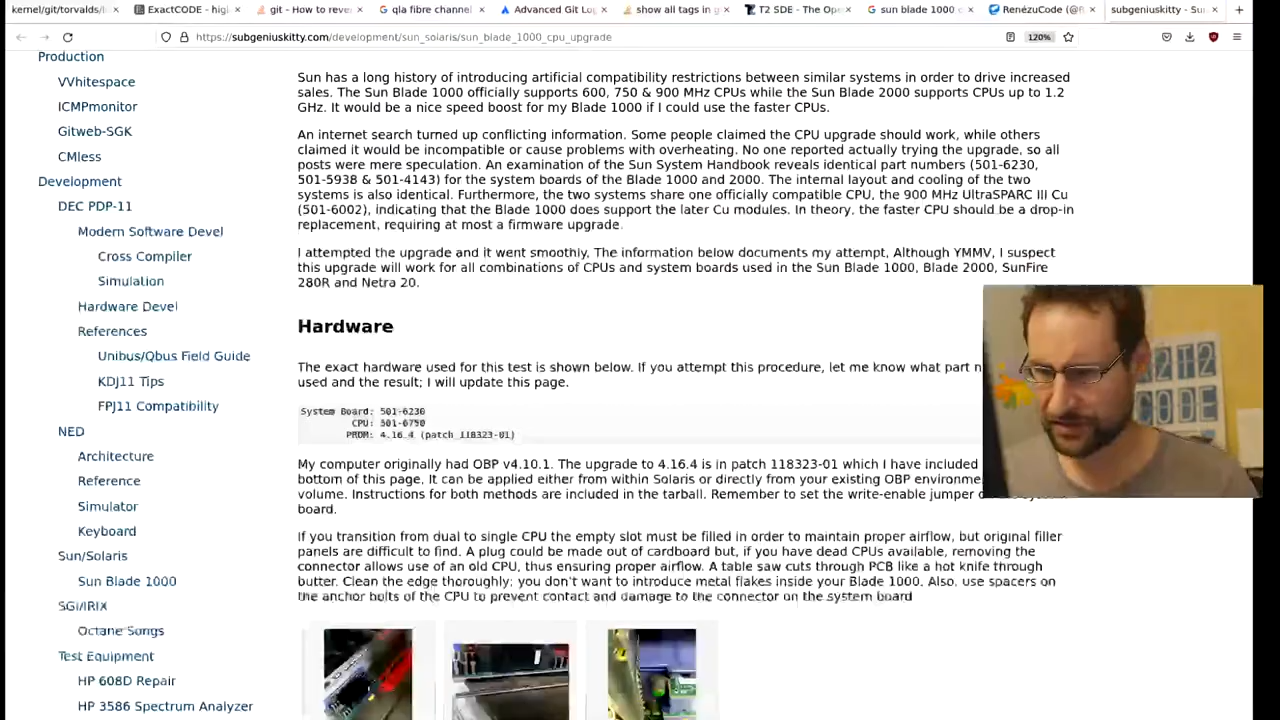 kernel/git/torvalds/li
ExactCODE - higl
git - How to reve
qla fibre channel
Advanced Git Log
show all tags in g
T2 SDE - The Ope
sun blade 1000 c
RenézuCode (@r
subgeniuskitty - Sun
https://subgeniuskitty.com/development/sun_solaris/sun_blade_1000_cpu_upgrade
120%
Production
VVhitespace
ICMPmonitor
Gitweb-SGK
CMless
Development
DEC PDP-11
Modern Software Devel
Cross Compiler
Simulation
Hardware Devel
References
Unibus/Qbus Field Guide
KDJ11 Tips
FPJ11 Compatibility
NED
Architecture
Reference
Simulator
Keyboard
Sun/Solaris
Sun Blade 1000
SGI/IRIX
Octane Songs
Test Equipment
HP 608D Repair
HP 3586 Spectrum Analyzer
Sun has a long history of introducing artificial compatibility restrictions between similar systems in order to drive increased
sales. The Sun Blade 1000 officially supports 600, 750 & 900 MHz CPUs while the Sun Blade 2000 supports CPUs up to 1.2
GHz. It would be a nice speed boost for my Blade 1000 if I could use the faster CPUs.
An internet search turned up conflicting information. Some people claimed the CPU upgrade should work, while others
claimed it would be incompatible or cause problems with overheating. No one reported actually trying the upgrade, so all
posts were mere speculation. An examination of the Sun System Handbook reveals identical part numbers (501-6230,
501-5938 & 501-4143) for the system boards of the Blade 1000 and 2000. The internal layout and cooling of the two
systems is also identical. Furthermore, the two systems share one officially compatible CPU, the 900 MHz UltraSPARC III Cu
(501-6002), indicating that the Blade 1000 does support the later Cu modules. In theory, the faster CPU should be a drop-in
replacement, requiring at most a firmware upgrade.
I attempted the upgrade and it went smoothly. The information below documents my attempt. Although YMMV, I suspect
this upgrade will work for all combinations of CPUs and system boards used in the Sun Blade 1000, Blade 2000, SunFire
280R and Netra 20.
Hardware
The exact hardware used for this test is shown below. If you attempt this procedure, let me know what part n
used and the result; I will update this page.
System Board: 501-6230
CPU: 501-6750
PROM: 4.16.4 (patch 118323-01)
My computer originally had OBP v4.10.1. The upgrade to 4.16.4 is in patch 118323-01 which I have included
bottom of this page. It can be applied either from within Solaris or directly from your existing OBP environme
volume. Instructions for both methods are included in the tarball. Remember to set the write-enable jumper
board.
If you transition from dual to single CPU the empty slot must be filled in order to maintain proper airflow, but original filler
panels are difficult to find. A plug could be made out of cardboard but, if you have dead CPUs available, removing the
connector allows use of an old CPU, thus ensuring proper airflow. A table saw cuts through PCB like a hot knife through
butter. Clean the edge thoroughly; you don't want to introduce metal flakes inside your Blade 1000. Also, use spacers on
the anchor bolts of the CPU to prevent contact and damage to the connector on the system board
T2
CODE